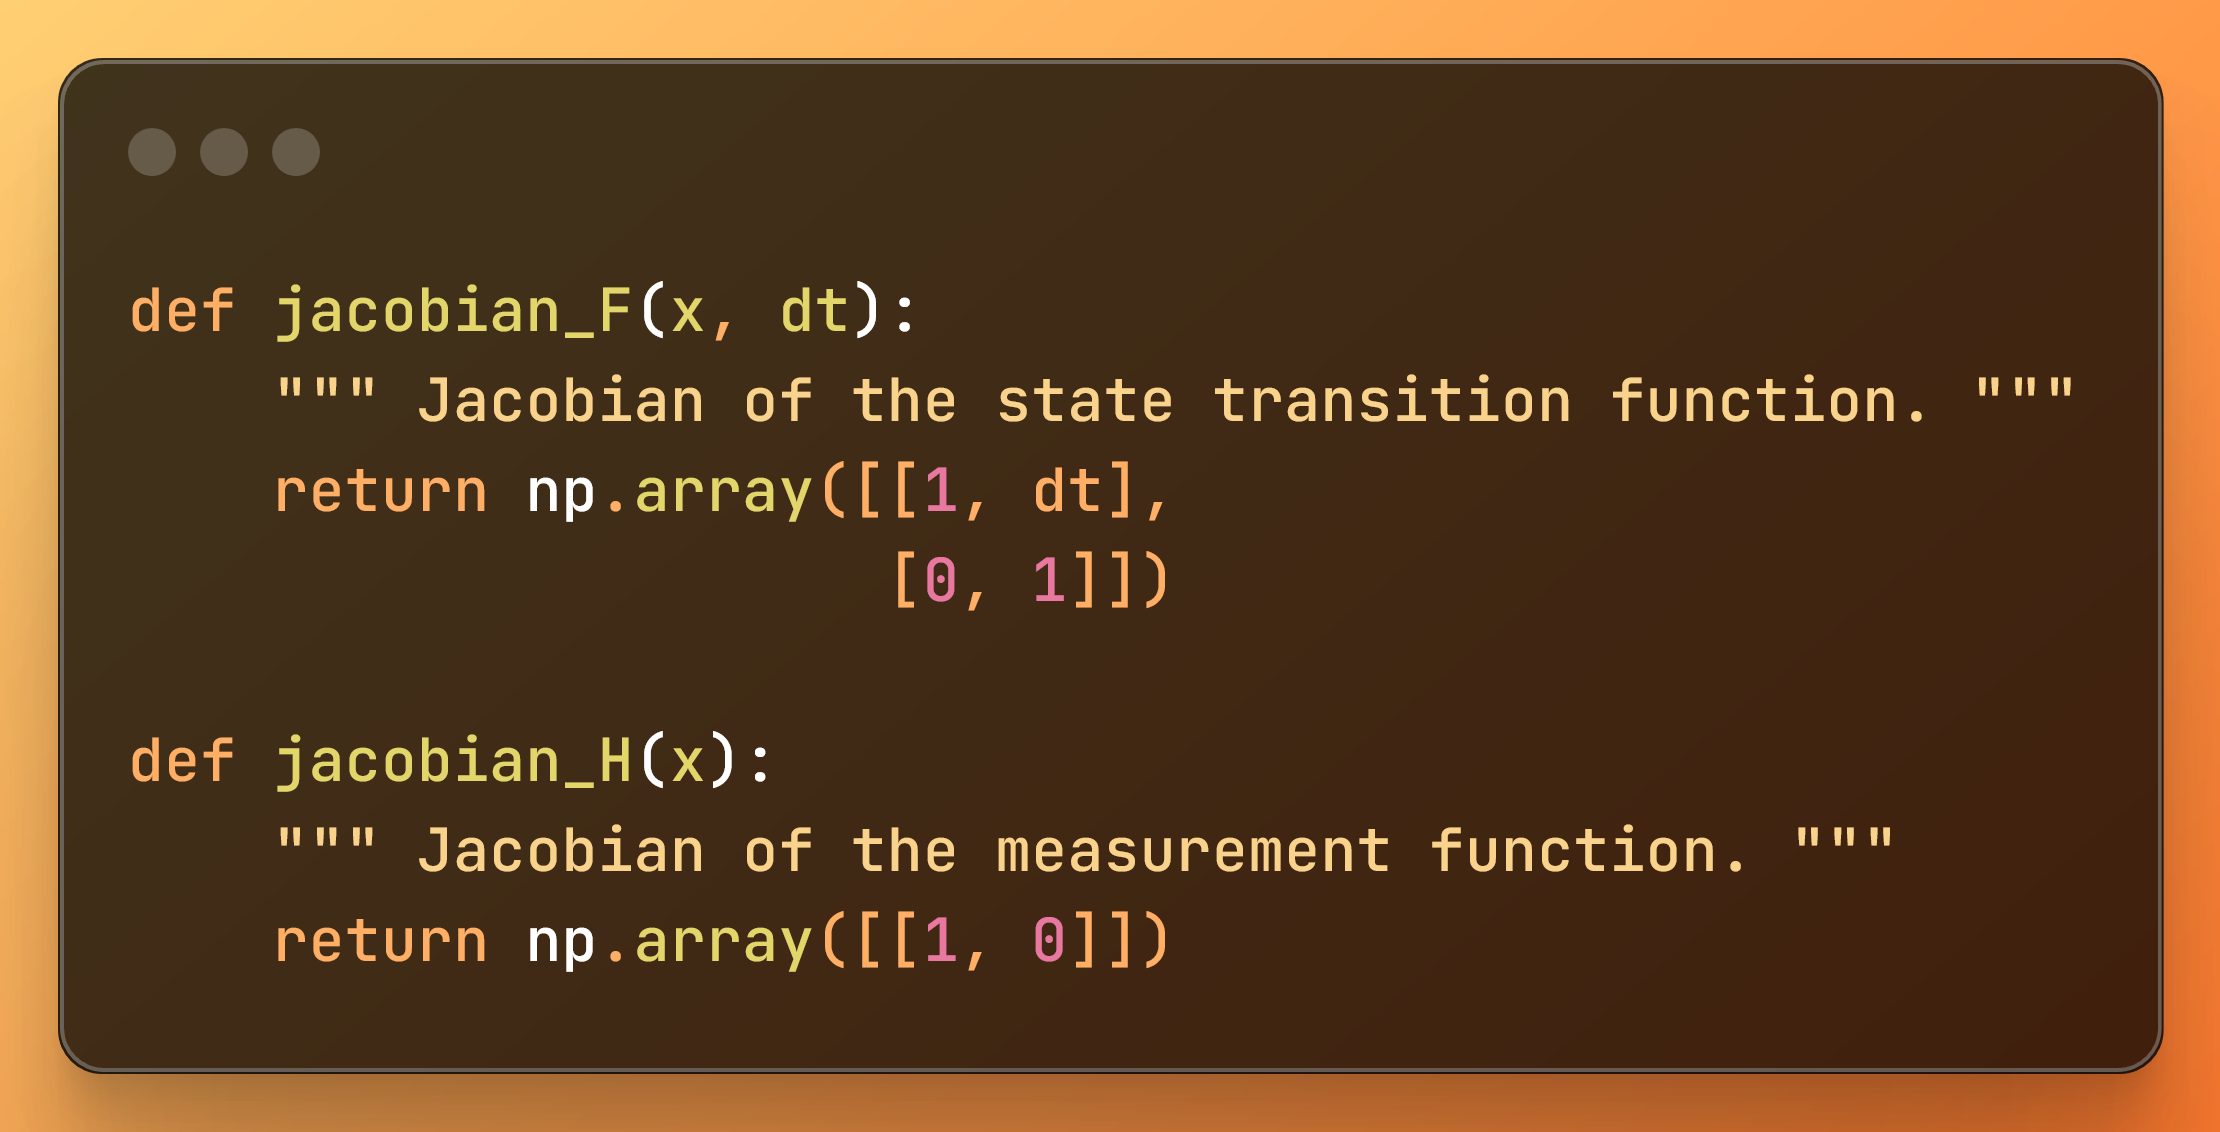 def jacobian_F(x, dt):
    """ Jacobian of the state transition function. """
    return np.array([[1, dt],
                     [0, 1]])
def jacobian_H(x):
    """ Jacobian of the measurement function. """
    return np.array([[1, 0]])